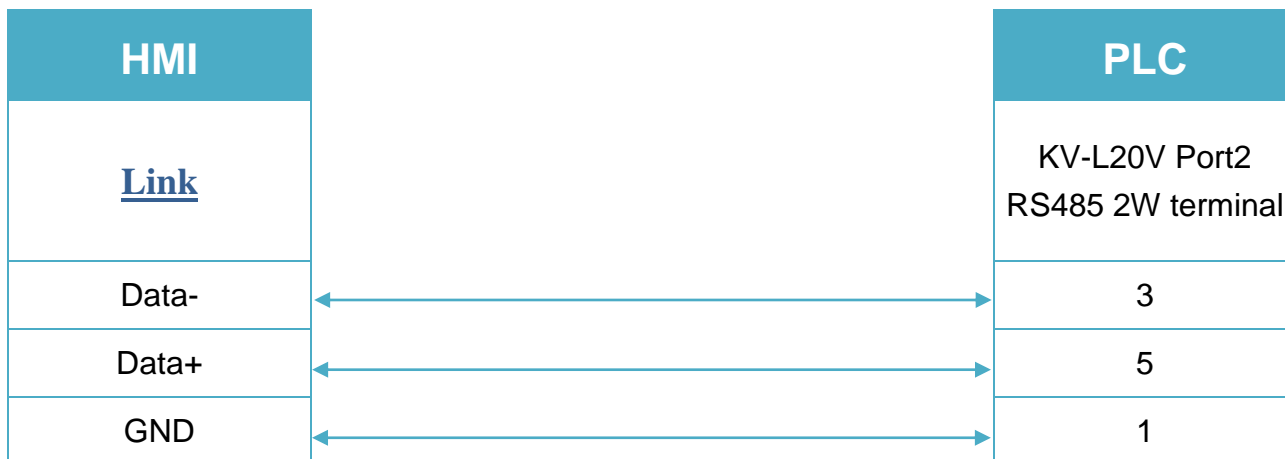 HMI PLC
Link
KV-L20V Port2
RS485 2W terminal
Data- 3
Data+ 5
GND 1